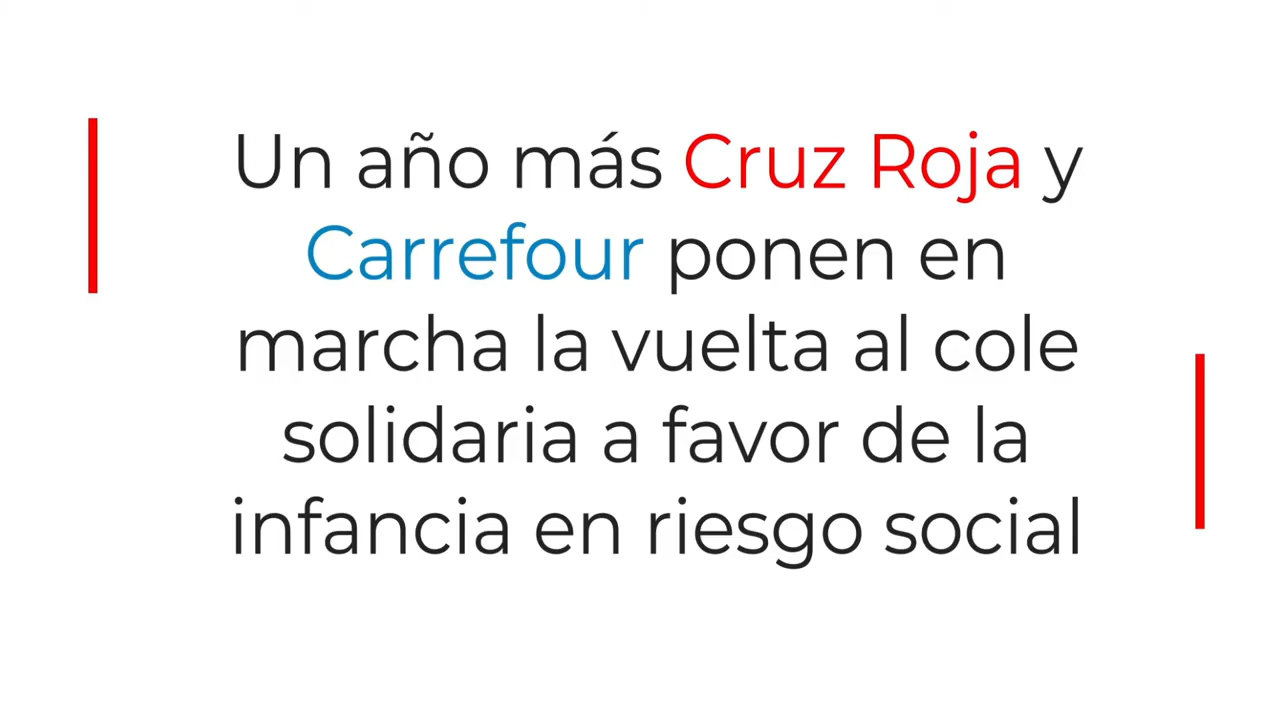 Un año más Cruz Roja y
Carrefour ponen en
marcha la vuelta al cole
solidaria a favor de la
infancia en riesgo social